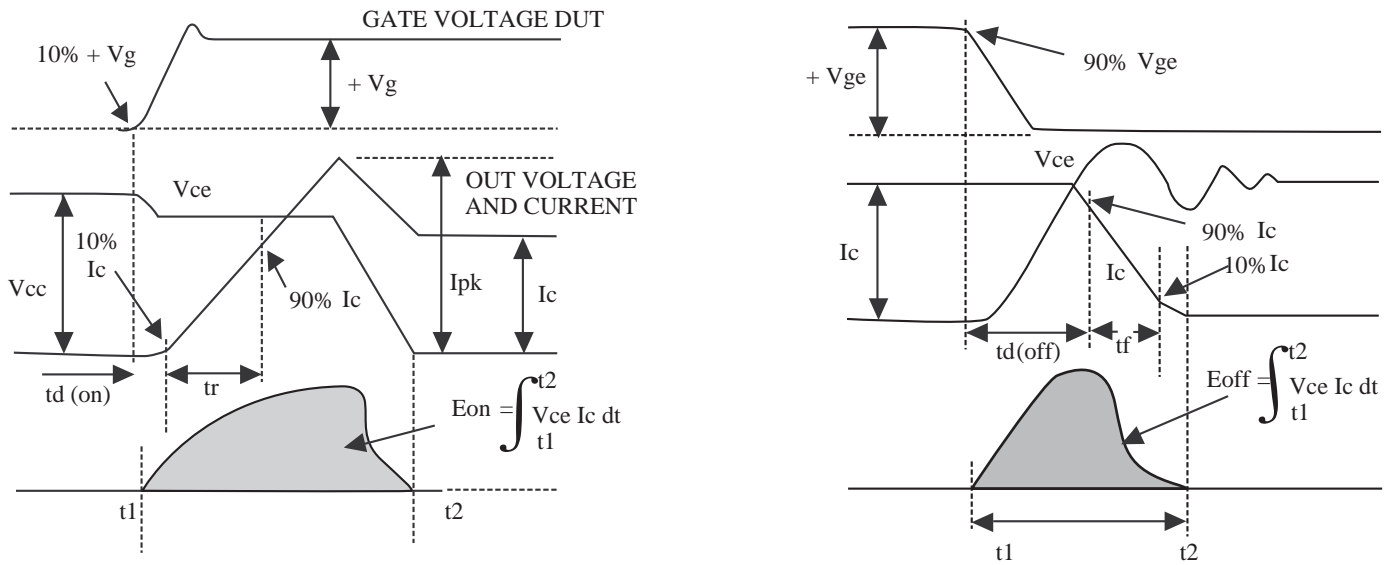 GATE VOLTAGE DUT
10% + Vg
+ Vg
Vce
OUT VOLTAGE
AND CURRENT
10%
Ic
Vcc
90% Ic
Ipk
Ic
td (on)
tr
Eon =∫
t2
Vce Ic dt
t1
t1
t2
90% Vge
+ Vge
Vce
90% Ic
Ic
Ic
10% Ic
td(off)
tf
Eoff =∫
t2
Vce Ic dt
t1
t1
t2